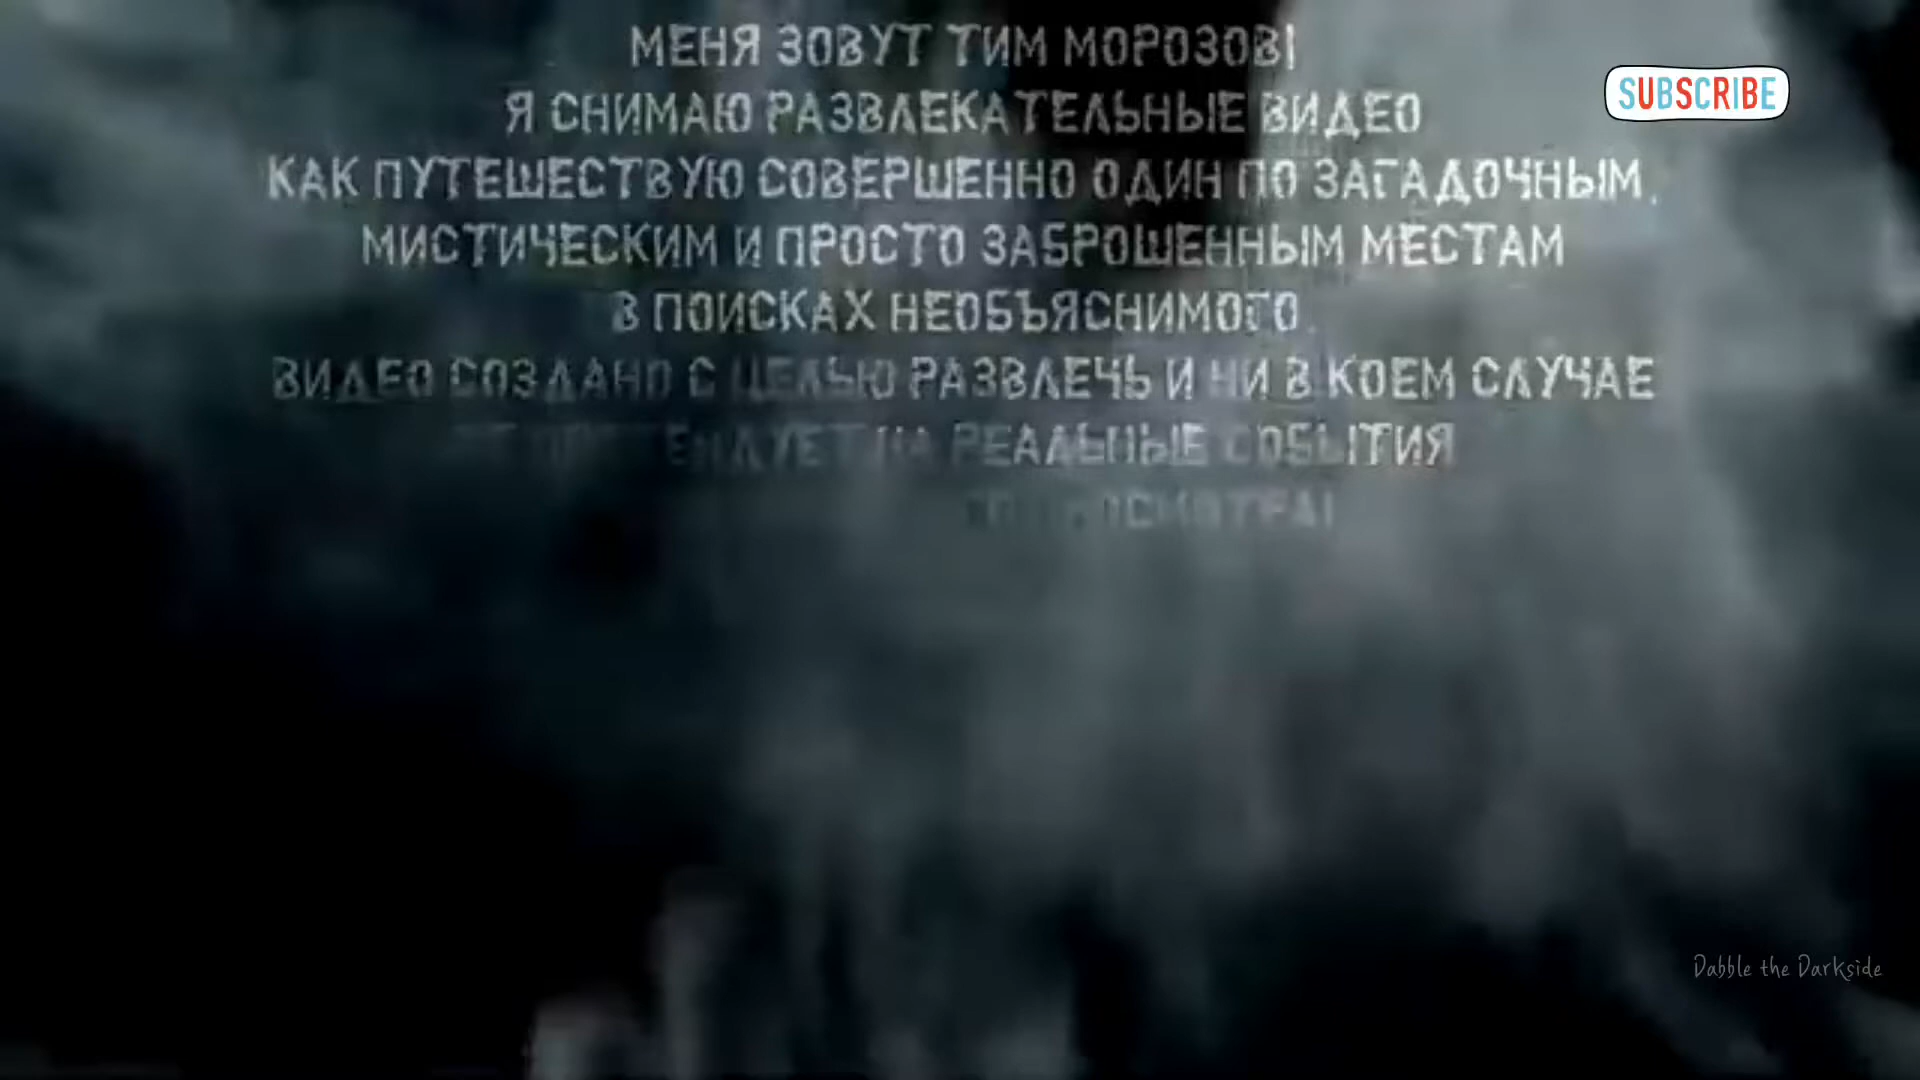 МЕНЯ ЗОВУТ ТИМ МОРОЗОВ!
Я СНИМАЮ РАЗВЛЕКАТЕЛЬНЫЕ ВИДЕО
КАК ПУТЕШЕСТВУЮ СОВЕРШЕННО ОДИН ПО ЗАГАДОЧНЫМ,
МИСТИЧЕСКИМ И ПРОСТО ЗАБРОШЕННЫМ МЕСТАМ
В ПОИСКАХ НЕОБЪЯСНИМОГО.
ВИДЕО СОЗДАНО С ЦЕЛЬЮ РАЗВЛЕЧЬ И НИ В КОЕМ СЛУЧАЕ
НА РЕАЛЬНЫЕ СОБЫТИЯ
SUBSCRIBE
Dabble the Darkside